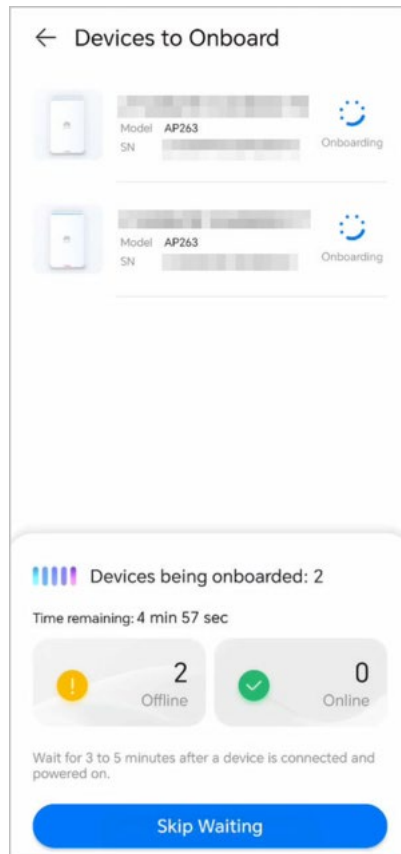 Devices to Onboard
Model AP263
SN
Onboarding
Model AP263
SN
Onboarding
Devices being onboarded: 2
Time remaining: 4 min 57 sec
2
Offline
0
Online
Wait for 3 to 5 minutes after a device is connected and
powered on.
Skip Waiting